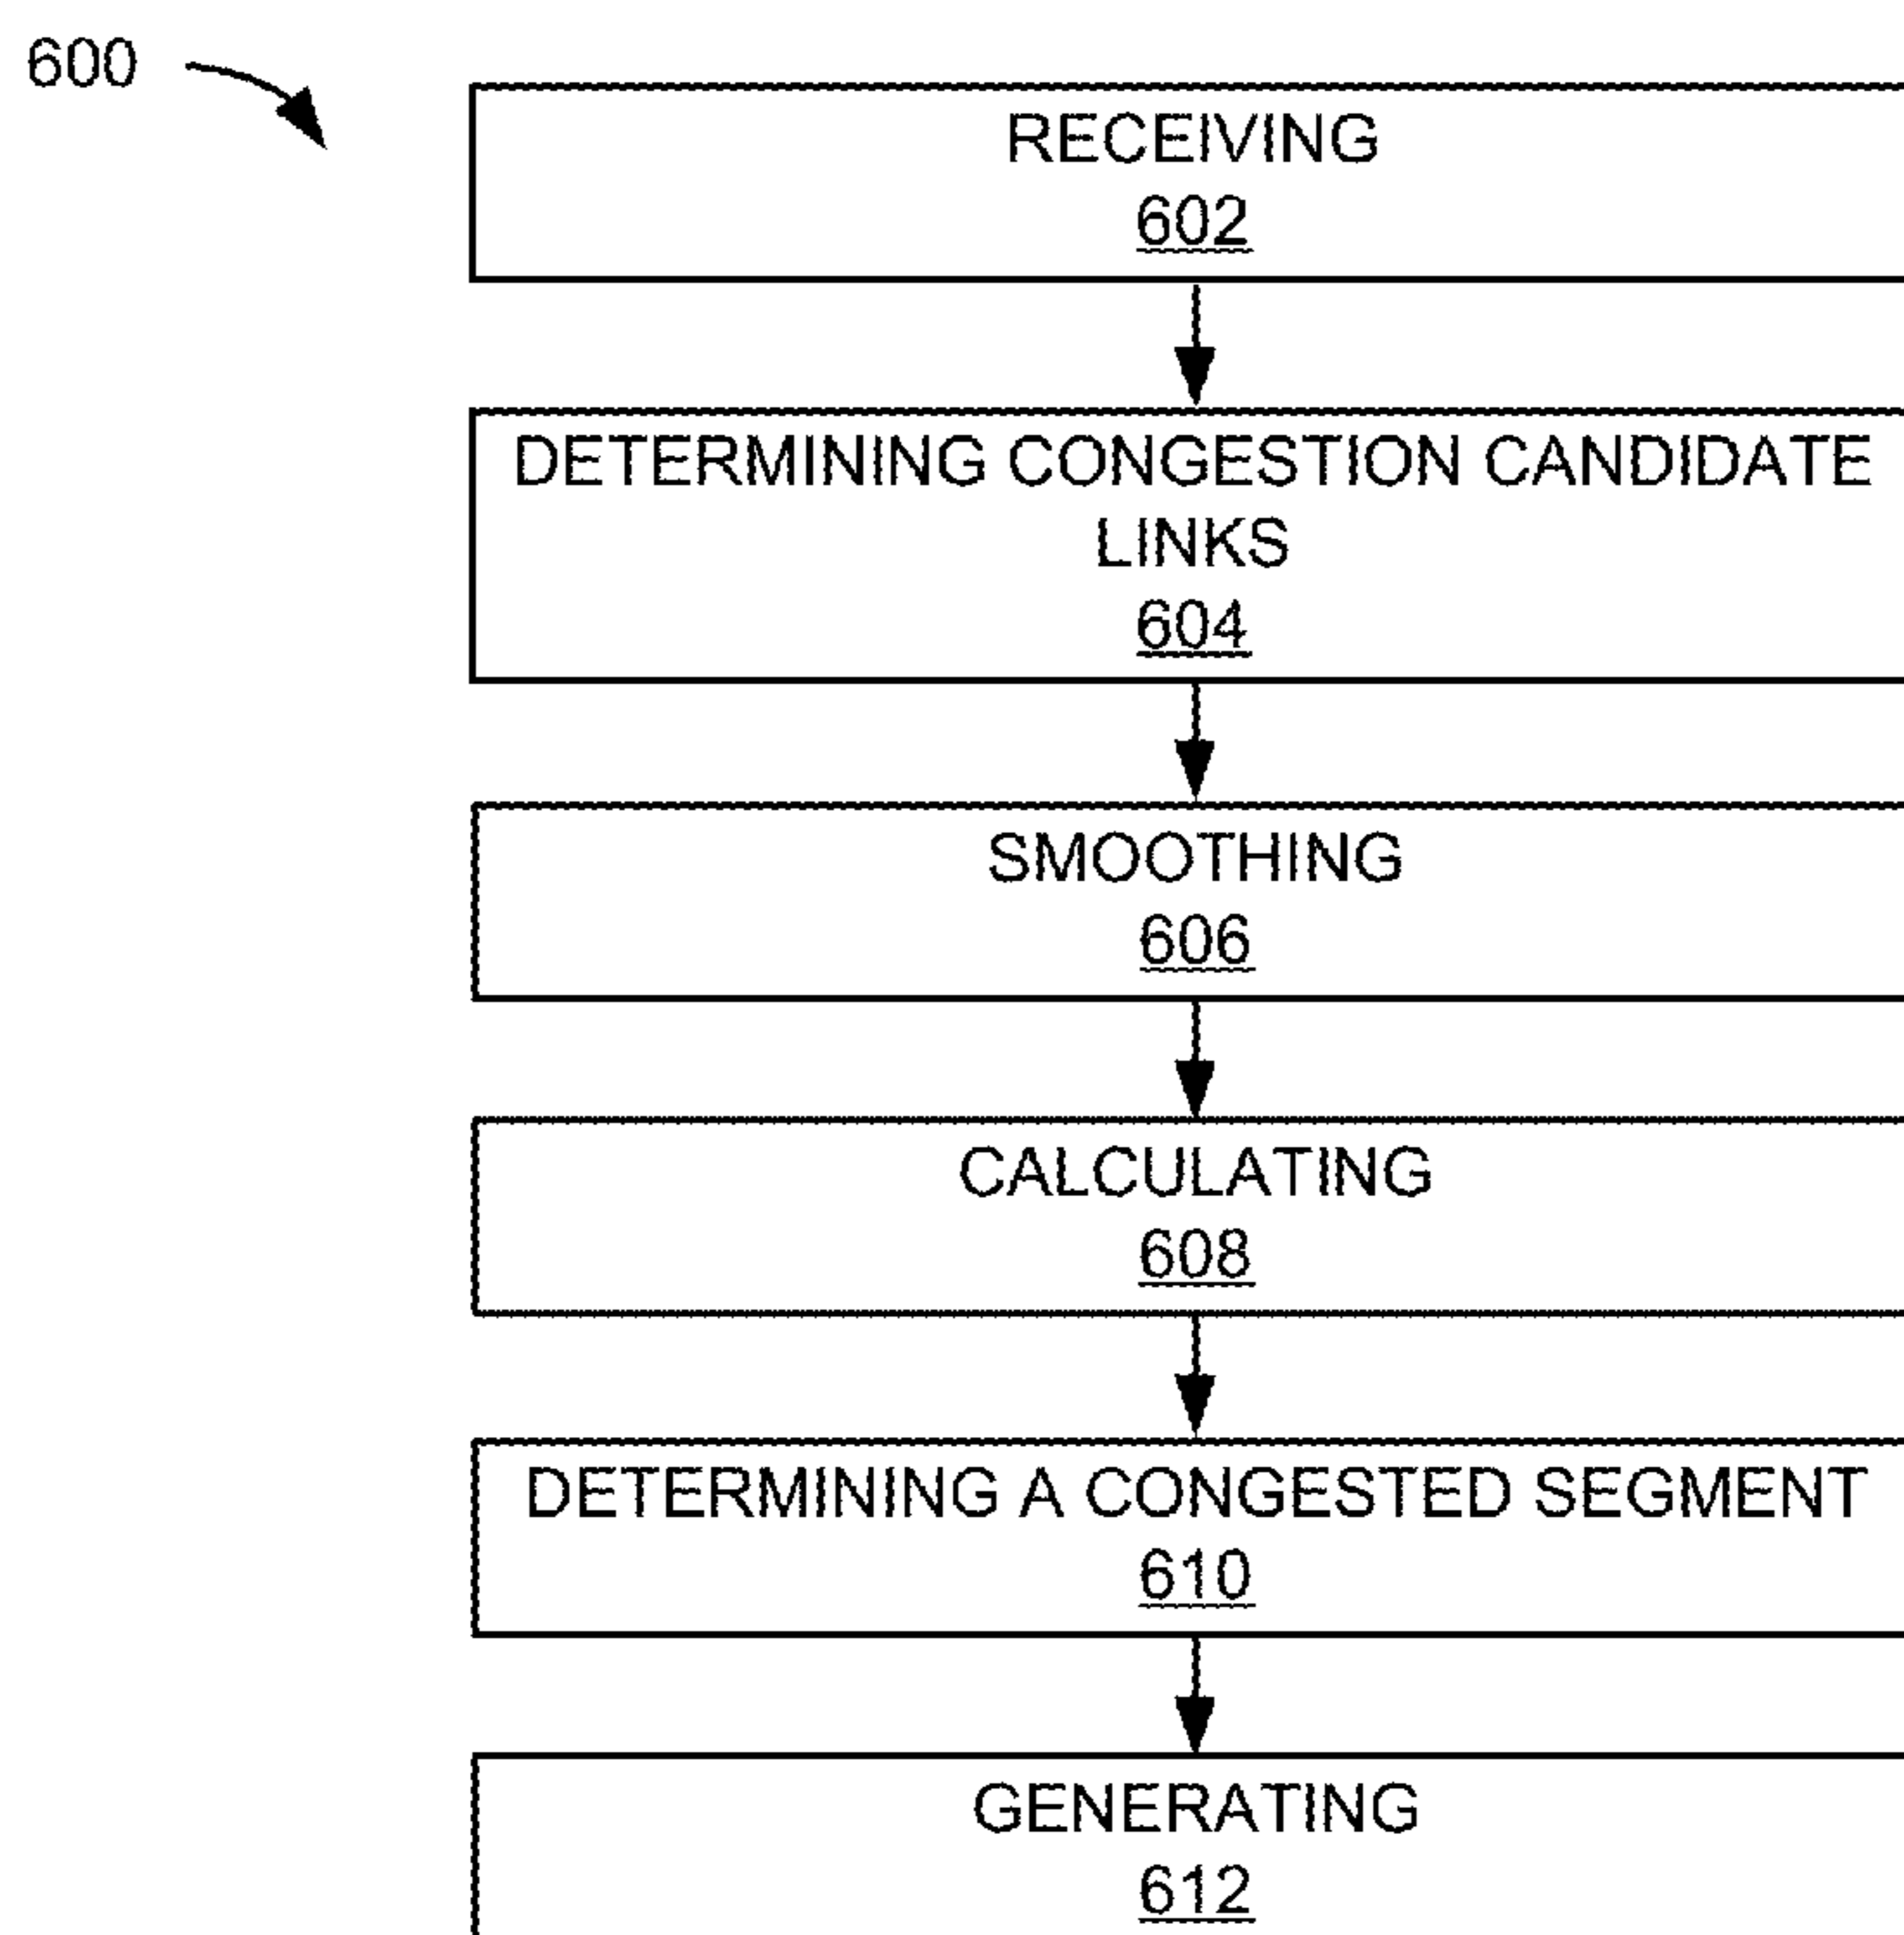 600
RECEIVING
602
DETERMINING CONGESTION CANDIDATE
LINKS
604
SMOOTHING
606
CALCULATING
608
DETERMINING A CONGESTED SEGMENT
610
GENERATING
612